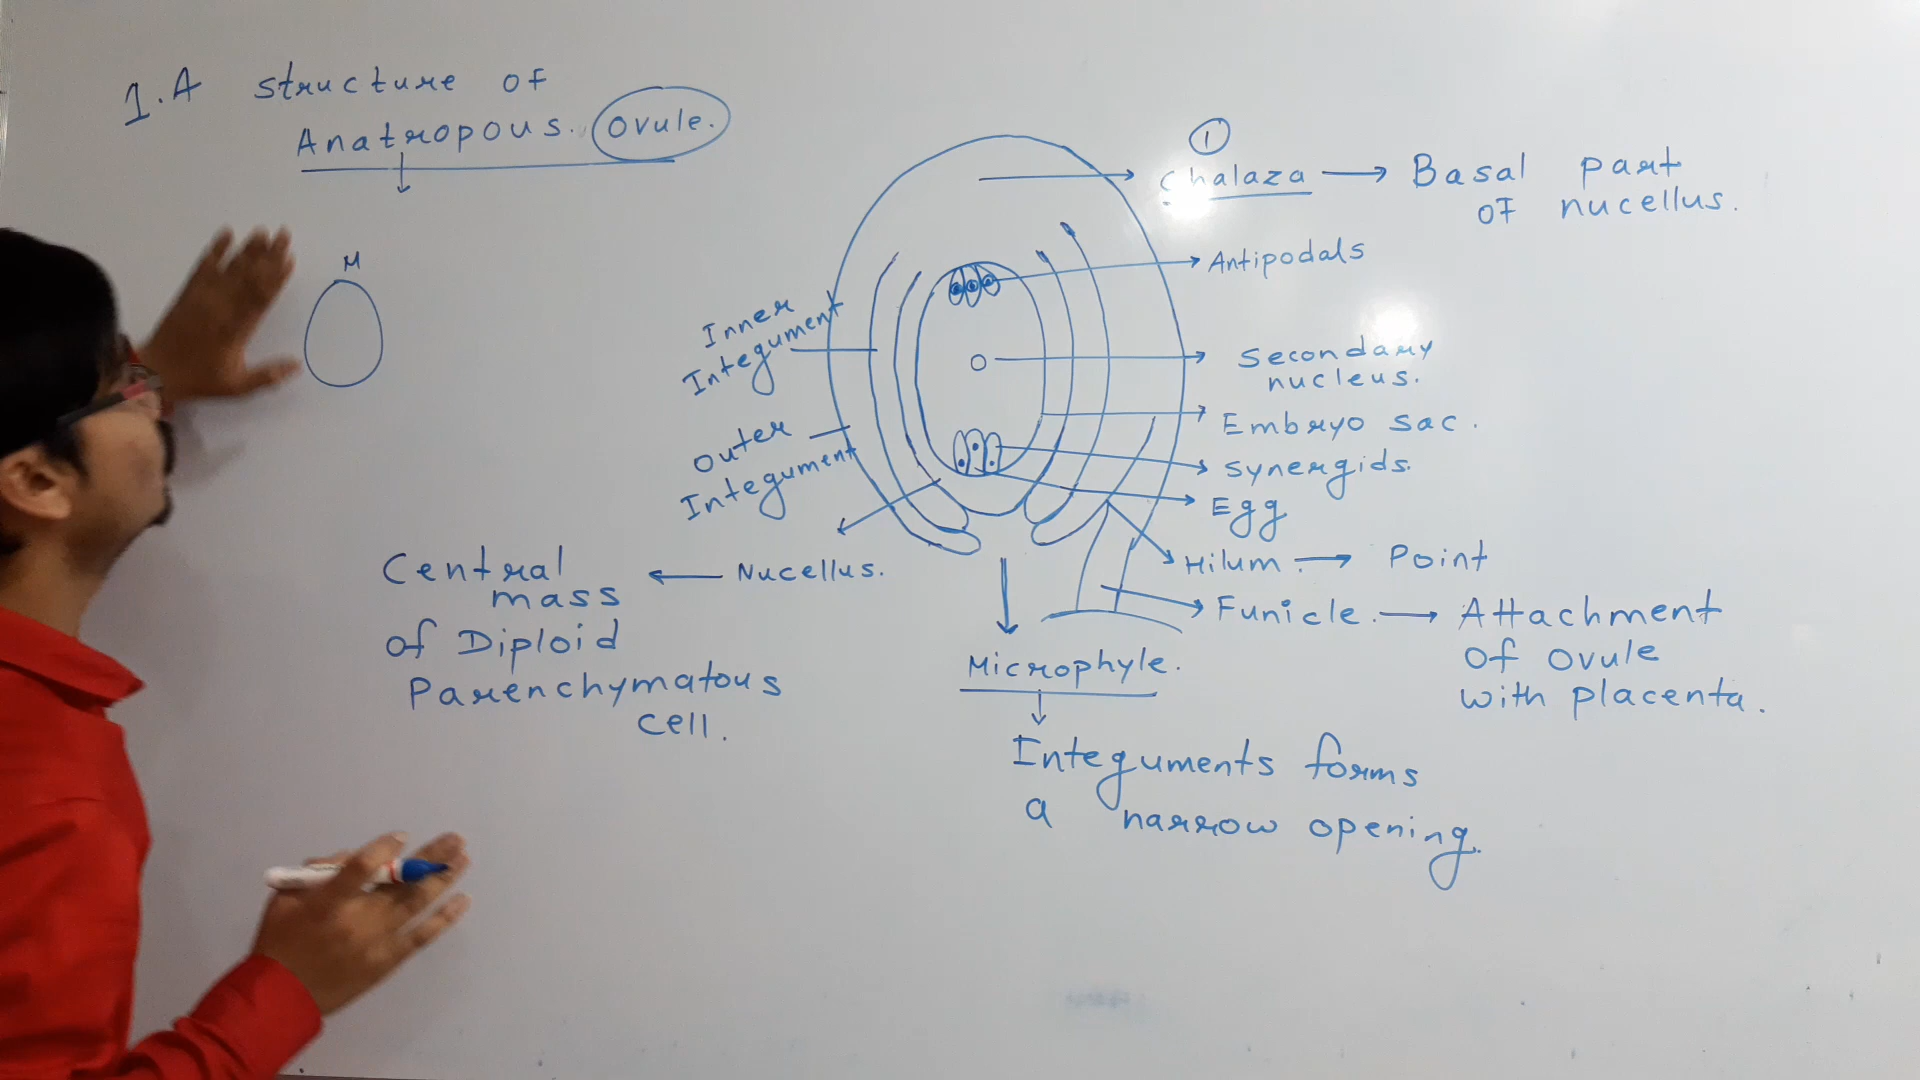 1. A structure of
Anatropous. Ovule.
M
1
Chalaza → Basal part
of nucellus.
Antipodals
Inner
Integument
Secondary
nucleus.
Embryo sac.
Outer
Integument
Synergids.
Egg
Hilum. → Point
Nucellus.
Central
mass
of Diploid
Parenchymatous
cell.
Funicle. → Attachment
of ovule
with placenta.
Microphyle.
Integuments forms
a narrow opening.